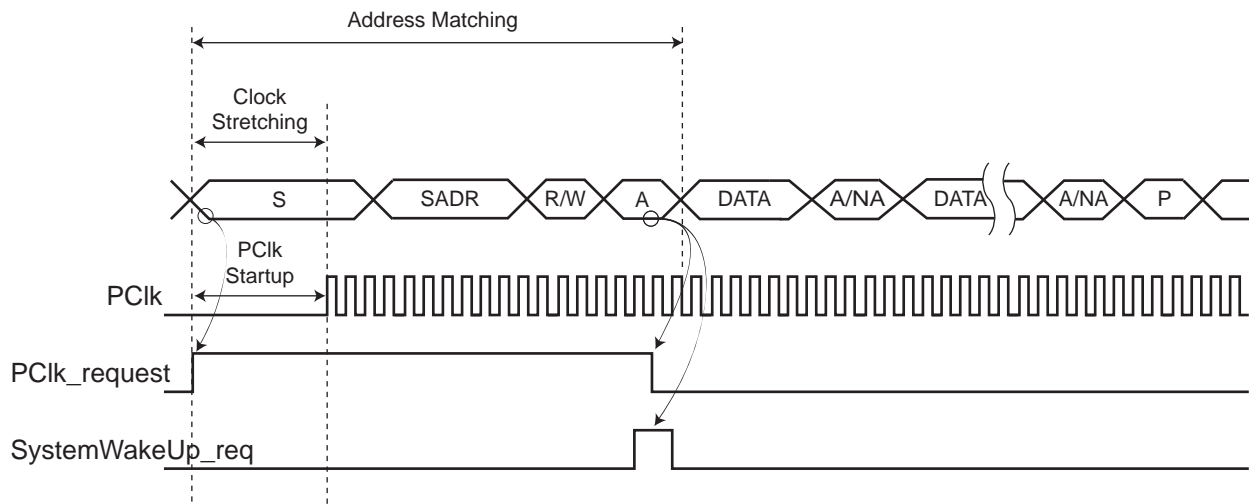 Address Matching
Clock
Stretching
S SADR R/W A DATA A/NA DATA A/NA P
PClk
Startup
PClk
PClk_request
SystemWakeUp_req